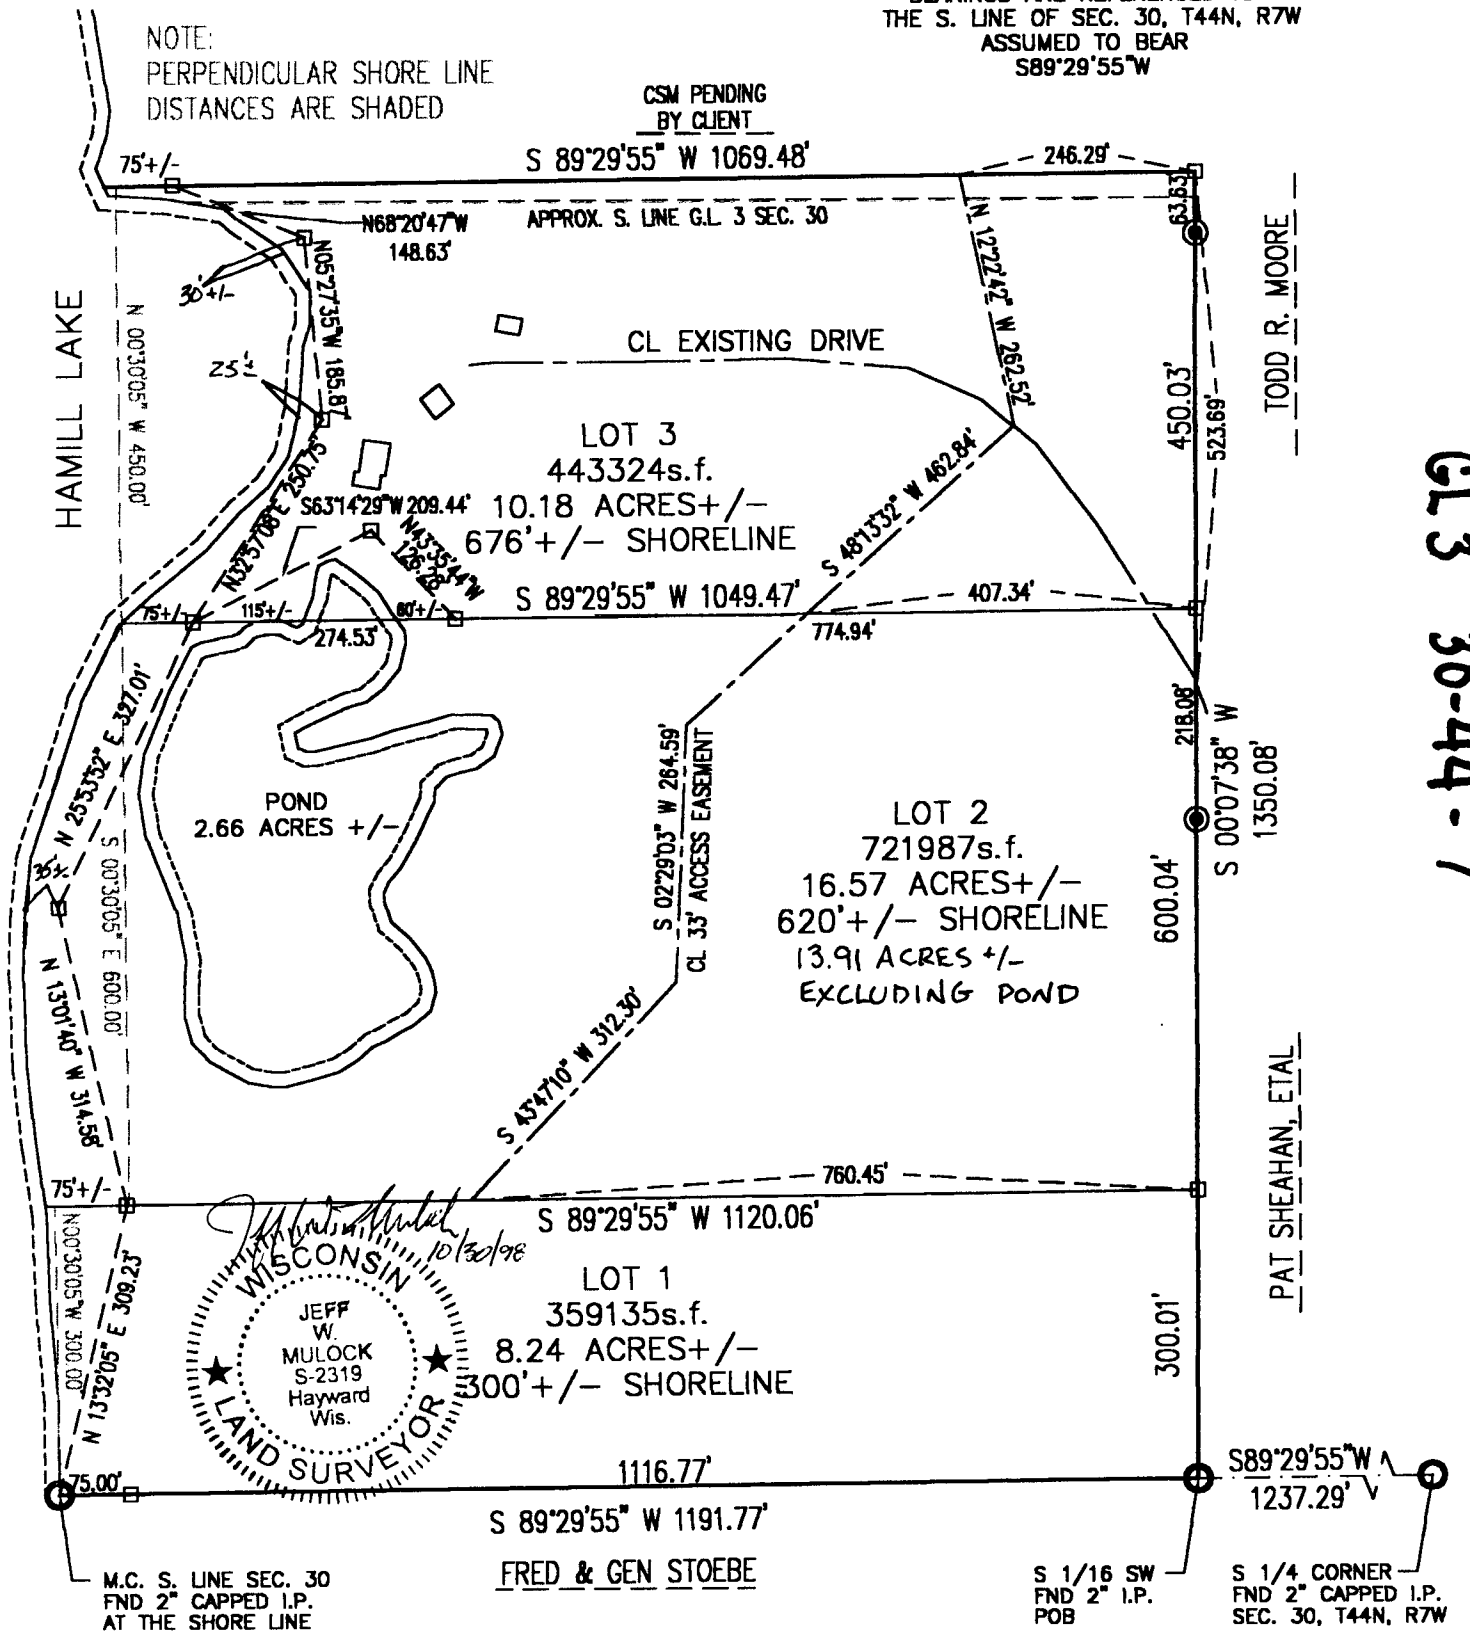 THE S. LINE OF SEC. 30, T44N, R7W
ASSUMED TO BEAR
S89°29'55"W
NOTE:
PERPENDICULAR SHORE LINE
DISTANCES ARE SHADED
CSM PENDING
BY CLIENT
75'+/-
S 89°29'55" W 1069.48'
246.29'
63.63'
N68°20'47"W
148.63'
APPROX. S. LINE G.L. 3 SEC. 30
30'+/-
N05°27'35"W 185.87'
N 12°22'42" W 262.52'
TODD R. MOORE
HAMILL LAKE
N 00°30'05" W 450.00'
CL EXISTING DRIVE
25'±
450.03'
523.69'
LOT 3
443324s.f.
10.18 ACRES+/-
676'+/- SHORELINE
N32°57'08"E 250.75'
S63°14'29"W 209.44'
N43°35'44"W
126.26'
S 48°13'32" W 462.84'
GL 3 30-44-7
S 89°29'55" W 1049.47'
407.34'
75'+/-
115'+/-
60'+/-
274.53'
774.94'
218.08'
N 25°53'52" E 327.01'
S 02°29'03" W 264.59'
CL 33' ACCESS EASEMENT
S 00°07'38" W
1350.08'
POND
2.66 ACRES +/-
LOT 2
721987s.f.
16.57 ACRES+/-
620'+/- SHORELINE
13.91 ACRES +/-
EXCLUDING POND
35'±
S 00°30'05" E 600.00'
600.04'
N 13°01'40" W 314.58'
S 43°47'10" W 312.30'
PAT SHEAHAN, ETAL
75'+/-
760.45'
S 89°29'55" W 1120.06'
10/30/98
N00°30'05"W 300.00'
N 13°32'05" E 309.23'
WISCONSIN
JEFF
W.
MULOCK
S-2319
Hayward
Wis.
LAND SURVEYOR
LOT 1
359135s.f.
8.24 ACRES+/-
300'+/- SHORELINE
300.01'
75.00'
1116.77'
S89°29'55"W
1237.29'
S 89°29'55" W 1191.77'
FRED & GEN STOEBE
M.C. S. LINE SEC. 30
FND 2" CAPPED I.P.
AT THE SHORE LINE
S 1/16 SW
FND 2" I.P.
POB
S 1/4 CORNER
FND 2" CAPPED I.P.
SEC. 30, T44N, R7W